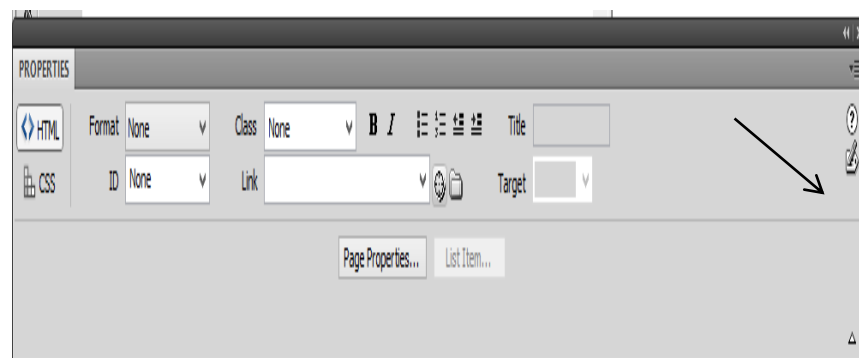 PROPERTIES
<> HTML Format None Class None B I Title
CSS ID None Link Target
Page Properties... List Item...